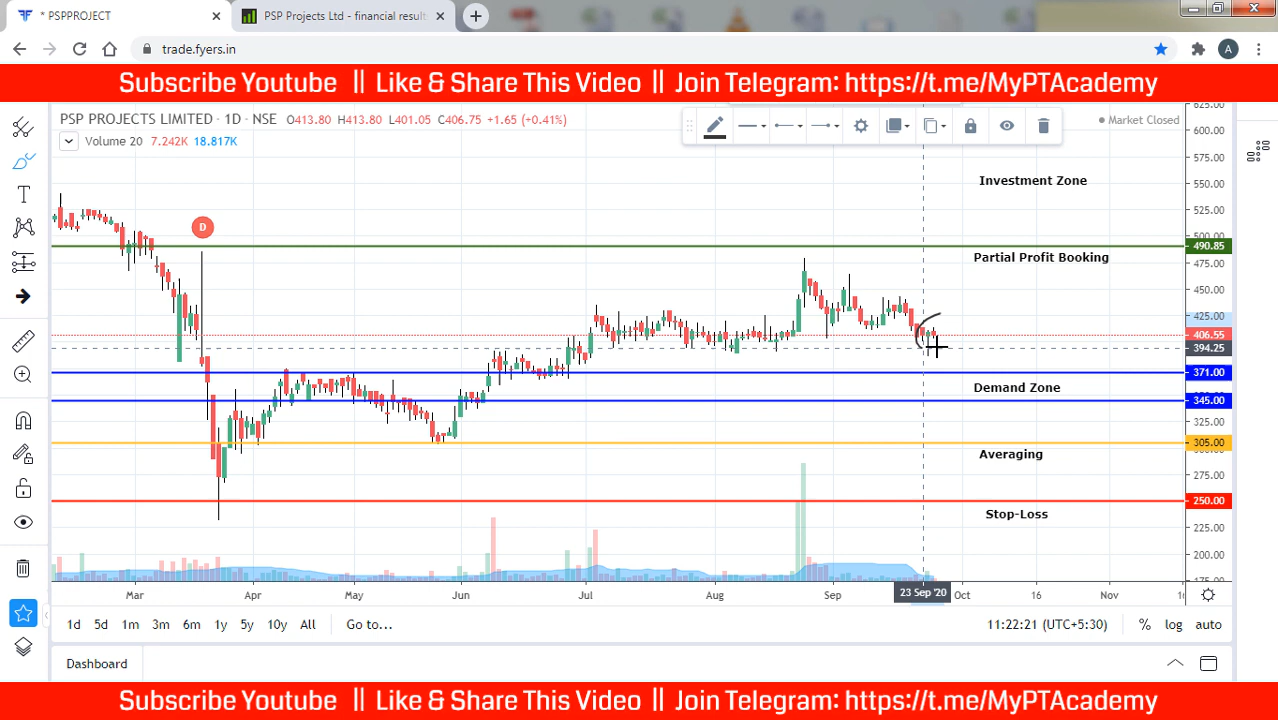 * PSPPROJECT
PSP Projects Ltd - financial result
trade.fyers.in
A
Subscribe Youtube || Like & Share This Video || Join Telegram: https://t.me/MyPTAcademy
PSP PROJECTS LIMITED · 1D · NSE O413.80 H413.80 L401.05 C406.75 +1.65 (+0.41%)
Market Closed
Volume 20 7.242K 18.817K
600.00
575.00
Investment Zone
550.00
525.00
D
500.00
490.85
Partial Profit Booking
475.00
450.00
425.00
406.55
394.25
371.00
Demand Zone
345.00
325.00
305.00
Averaging
275.00
250.00
Stop-Loss
225.00
200.00
Mar Apr May Jun Jul Aug Sep 23 Sep '20 Oct 16 Nov
1d 5d 1m 3m 6m 1y 5y 10y All Go to... 11:22:21 (UTC+5:30) % log auto
Dashboard
Subscribe Youtube || Like & Share This Video || Join Telegram: https://t.me/MyPTAcademy